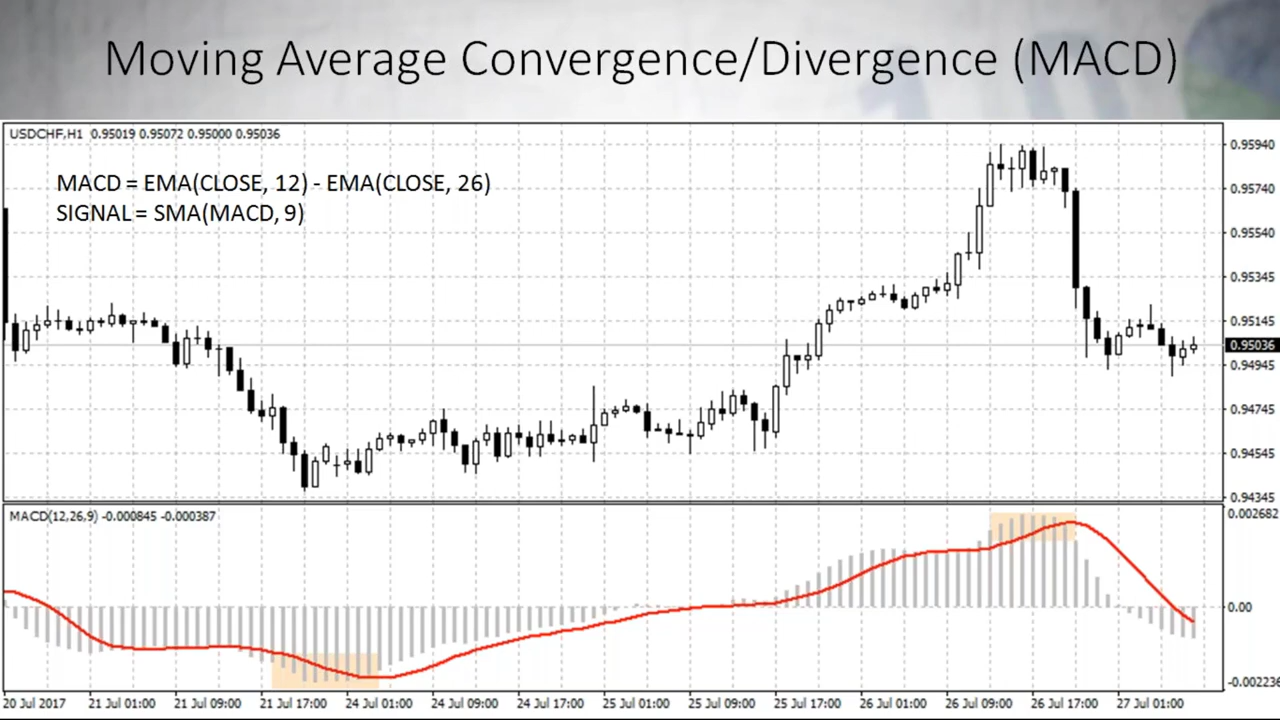 Moving Average Convergence/Divergence (MACD)
USDCHF,H1 0.95019 0.95072 0.95000 0.95036
MACD = EMA(CLOSE, 12) - EMA(CLOSE, 26)
SIGNAL = SMA(MACD, 9)
0.95940
0.95740
0.95540
0.95345
0.95145
0.95036
0.94945
0.94745
0.94545
0.94345
MACD(12,26,9) -0.000845 -0.000387
0.002682
0.00
-0.002236
20 Jul 2017 21 Jul 01:00 21 Jul 09:00 21 Jul 17:00 24 Jul 01:00 24 Jul 09:00 24 Jul 17:00 25 Jul 01:00 25 Jul 09:00 25 Jul 17:00 26 Jul 01:00 26 Jul 09:00 26 Jul 17:00 27 Jul 01:00